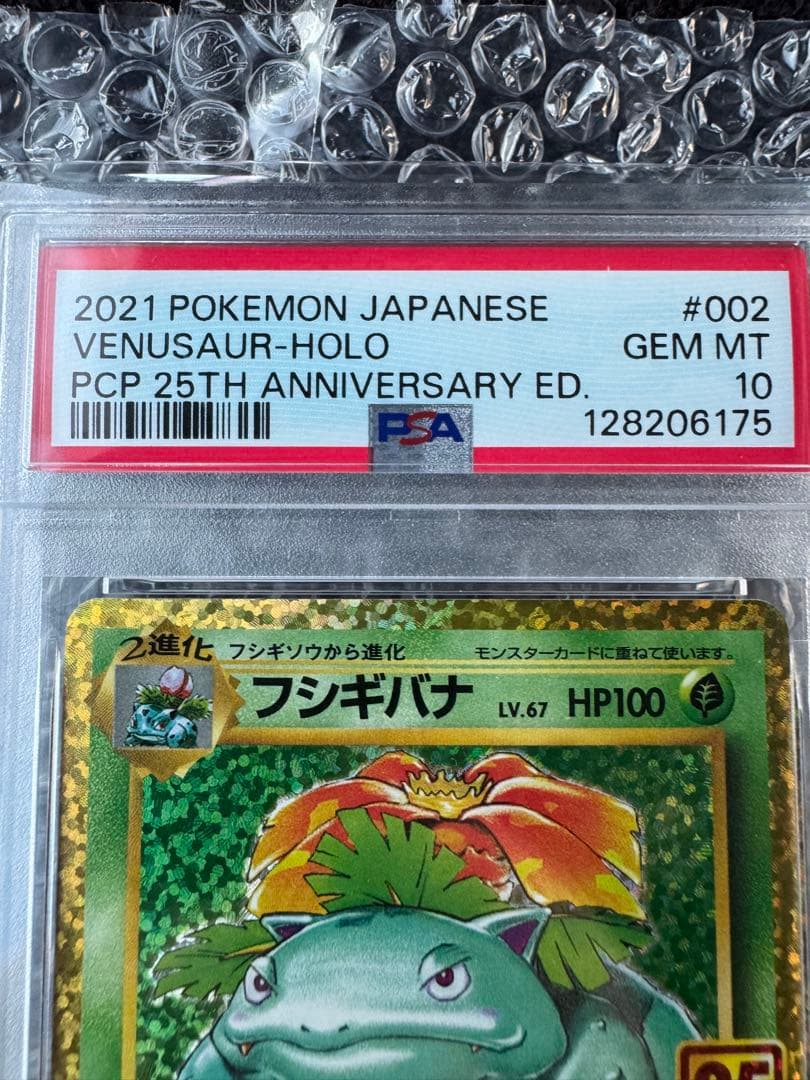 2021 POKEMON JAPANESE #002
VENUSAUR-HOLO GEM MT
PCP 25TH ANNIVERSARY ED. 10
PSA 128206175
2進化 フシギソウから進化 モンスターカードに重ねて使います。
フシギバナ LV.67 HP100
25